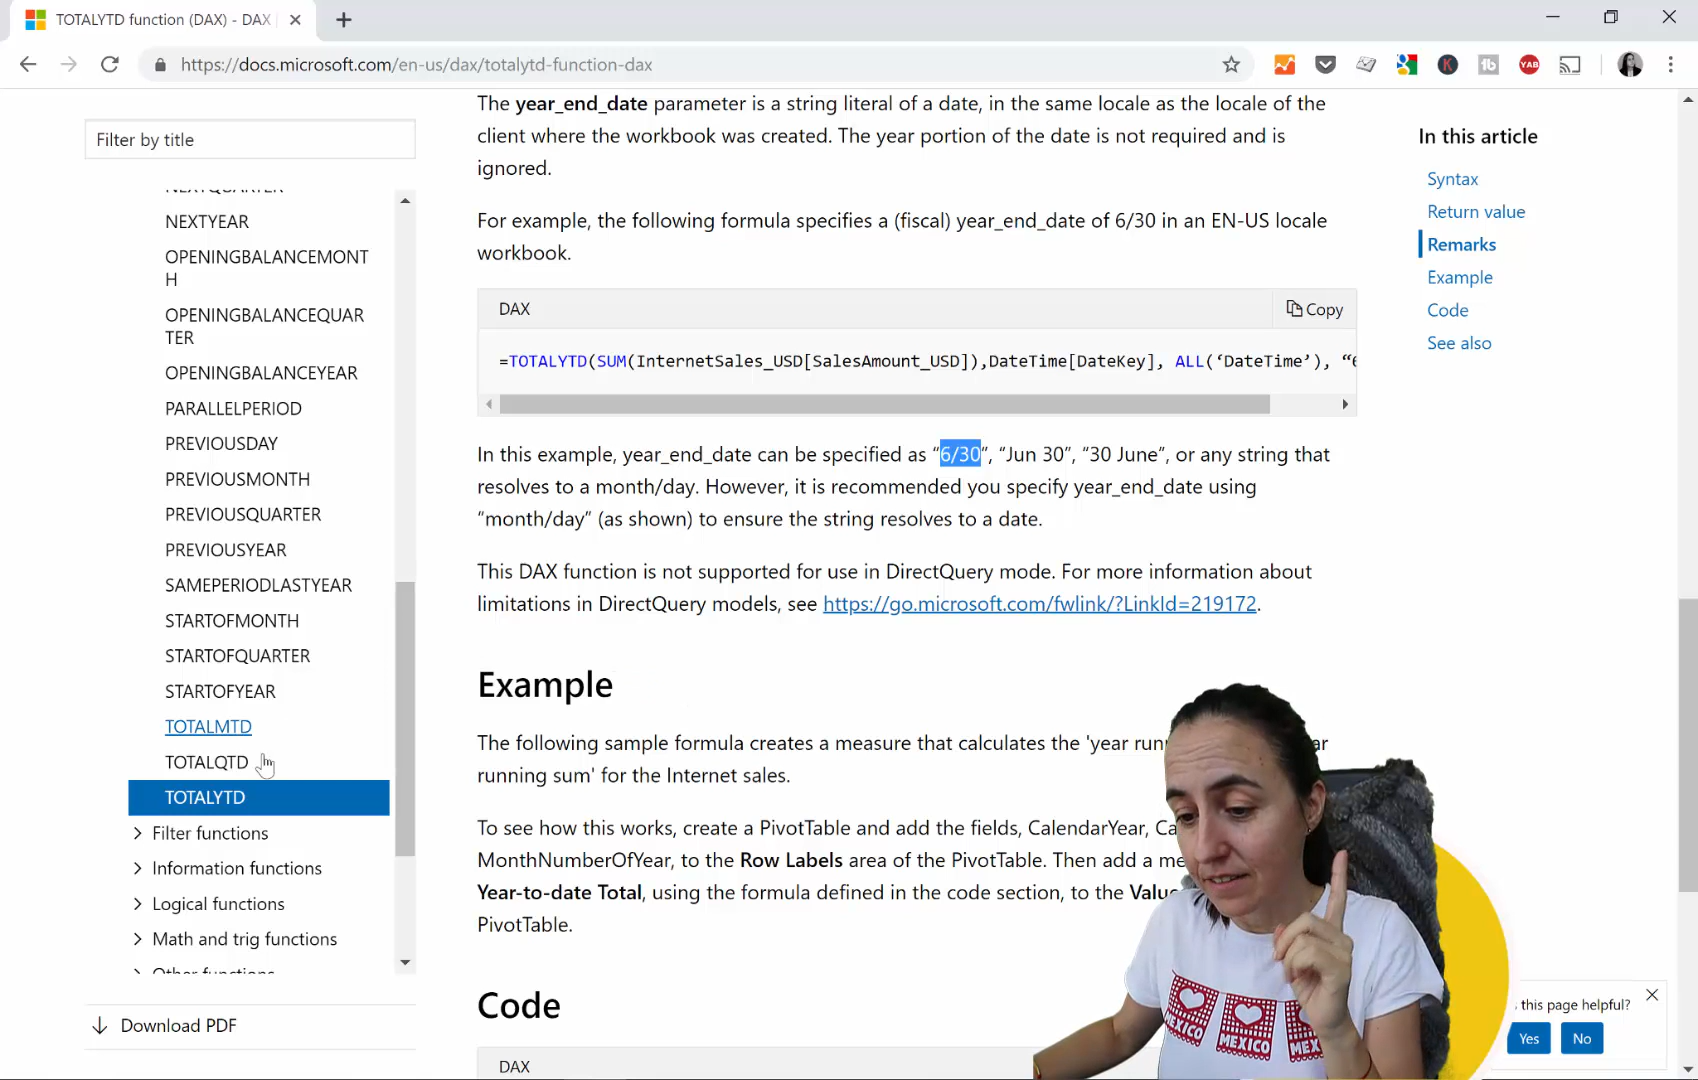 TOTALYTD function (DAX) - DAX
https://docs.microsoft.com/en-us/dax/totalytd-function-dax
Filter by title
NEXTQUARTER
NEXTYEAR
OPENINGBALANCEMONT
H
OPENINGBALANCEQUAR
TER
OPENINGBALANCEYEAR
PARALLELPERIOD
PREVIOUSDAY
PREVIOUSMONTH
PREVIOUSQUARTER
PREVIOUSYEAR
SAMEPERIODLASTYEAR
STARTOFMONTH
STARTOFQUARTER
STARTOFYEAR
TOTALMTD
TOTALQTD
TOTALYTD
Filter functions
Information functions
Logical functions
Math and trig functions
Other functions
Download PDF
The year_end_date parameter is a string literal of a date, in the same locale as the locale of the
client where the workbook was created. The year portion of the date is not required and is
ignored.
For example, the following formula specifies a (fiscal) year_end_date of 6/30 in an EN-US locale
workbook.
DAX
Copy
=TOTALYTD(SUM(InternetSales_USD[SalesAmount_USD]),DateTime[DateKey], ALL(‘DateTime’), “6
In this example, year_end_date can be specified as “6/30”, “Jun 30”, “30 June”, or any string that
resolves to a month/day. However, it is recommended you specify year_end_date using
“month/day” (as shown) to ensure the string resolves to a date.
This DAX function is not supported for use in DirectQuery mode. For more information about
limitations in DirectQuery models, see https://go.microsoft.com/fwlink/?LinkId=219172.
Example
The following sample formula creates a measure that calculates the 'year runn ar
running sum' for the Internet sales.
To see how this works, create a PivotTable and add the fields, CalendarYear, Ca
MonthNumberOfYear, to the Row Labels area of the PivotTable. Then add a me
Year-to-date Total, using the formula defined in the code section, to the Value
PivotTable.
Code
DAX
In this article
Syntax
Return value
Remarks
Example
Code
See also
s this page helpful?
Yes
No
YAB
K
tb
MEXICO
MEXICO
MEX